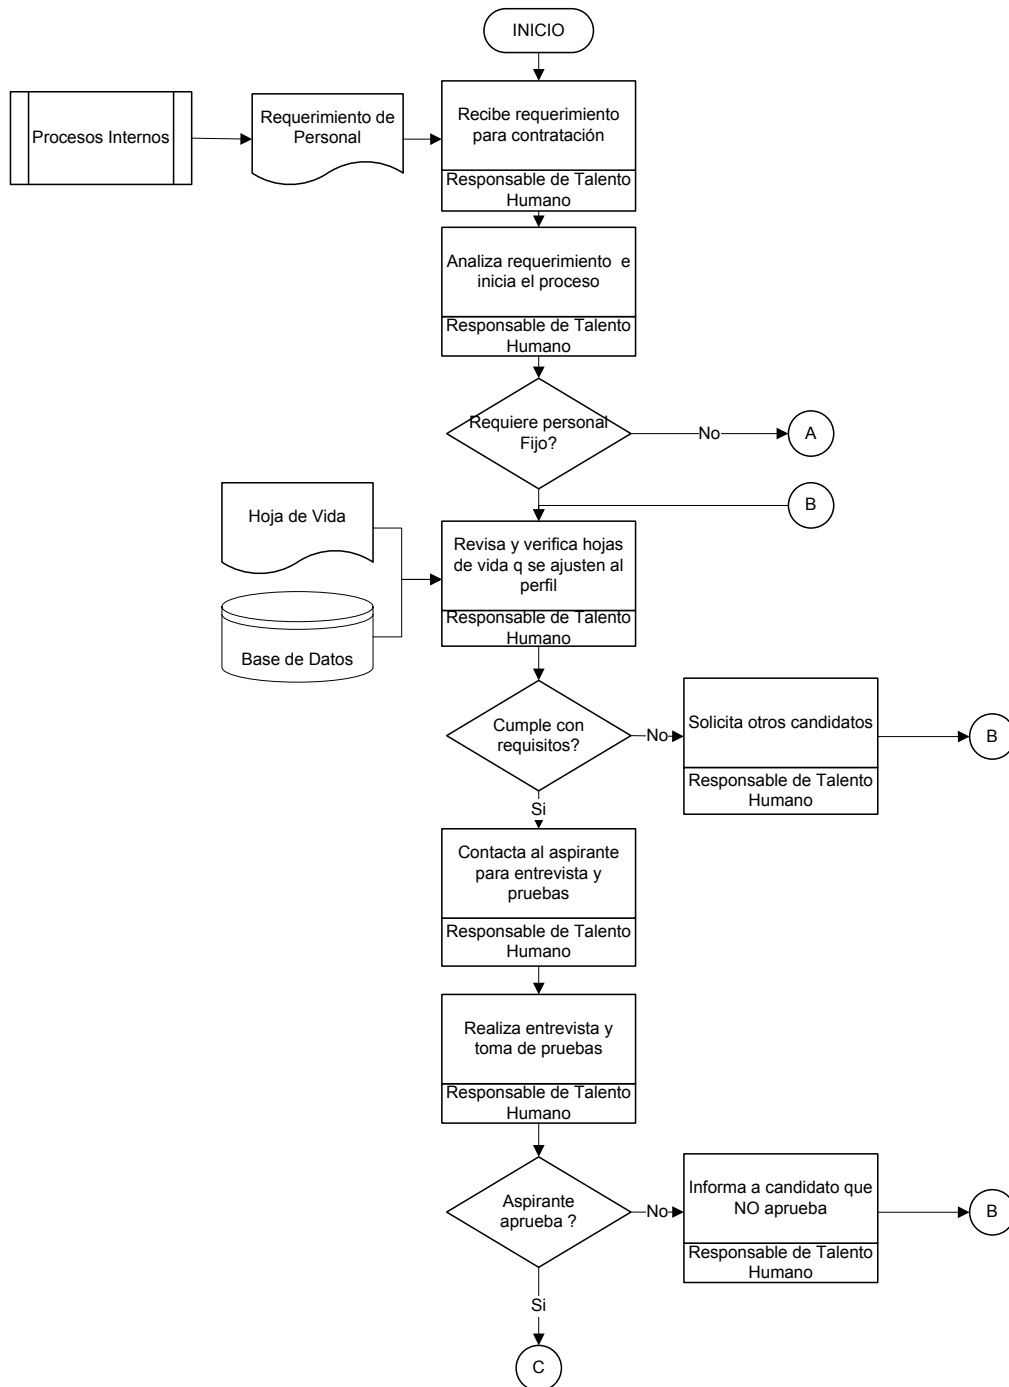 INICIO
Procesos Internos
Requerimiento de
Personal
Recibe requerimiento
para contratación
Responsable de Talento
Humano
Analiza requerimiento e
inicia el proceso
Responsable de Talento
Humano
Requiere personal
Fijo?
No
A
B
Hoja de Vida
Base de Datos
Revisa y verifica hojas
de vida q se ajusten al
perfil
Responsable de Talento
Humano
Cumple con
requisitos?
No
Solicita otros candidatos
Responsable de Talento
Humano
B
Si
Contacta al aspirante
para entrevista y
pruebas
Responsable de Talento
Humano
Realiza entrevista y
toma de pruebas
Responsable de Talento
Humano
Aspirante
aprueba ?
No
Informa a candidato que
NO aprueba
Responsable de Talento
Humano
B
Si
C